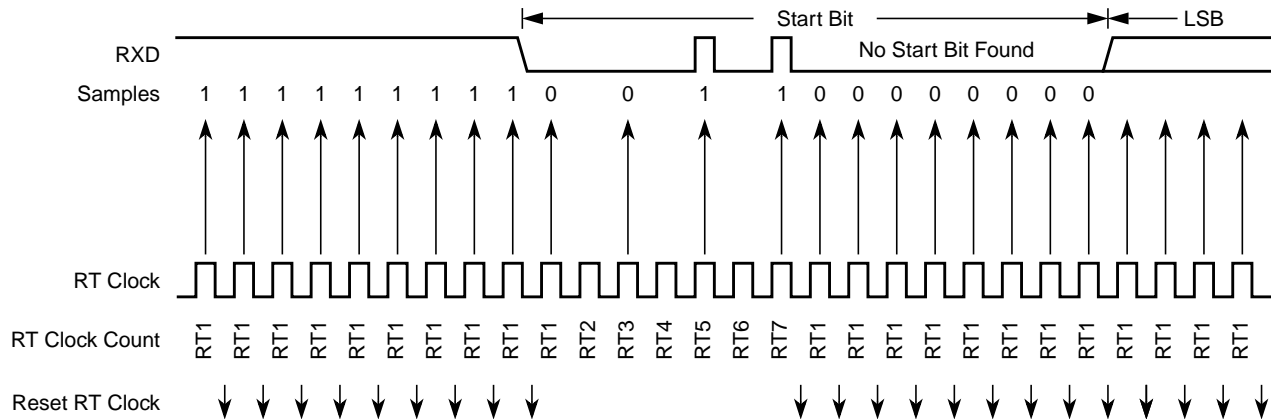 Start Bit LSB
RXD No Start Bit Found
Samples 1 1 1 1 1 1 1 1 1 0 0 1 1 0 0 0 0 0 0 0 0
RT Clock
RT Clock Count RT1 RT1 RT1 RT1 RT1 RT1 RT1 RT1 RT1 RT1 RT2 RT3 RT4 RT5 RT6 RT7 RT1 RT1 RT1 RT1 RT1 RT1 RT1 RT1 RT1 RT1 RT1 RT1
Reset RT Clock